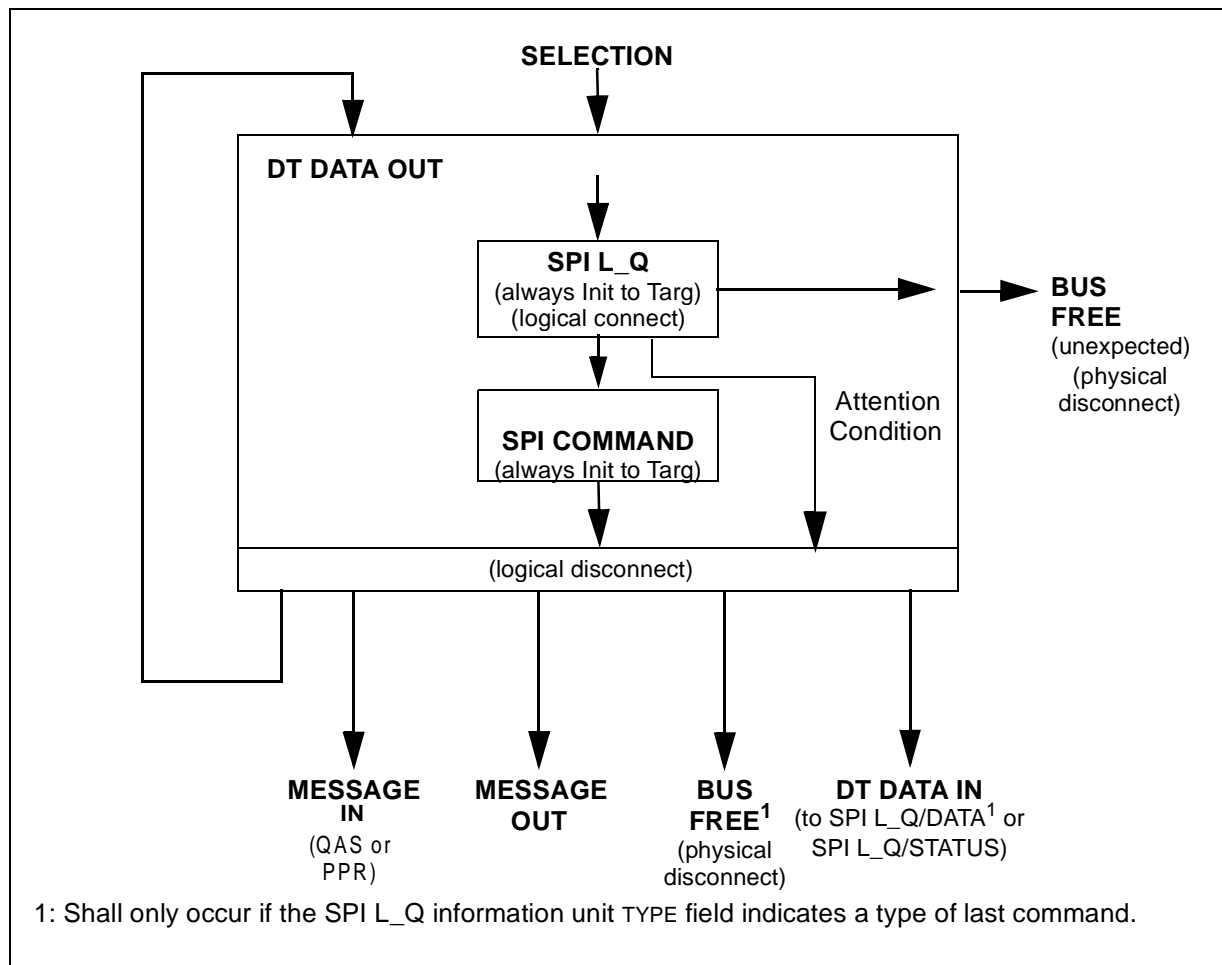 SELECTION
DT DATA OUT
SPI L_Q
(always Init to Targ)
(logical connect)
BUS
FREE
(unexpected)
(physical
disconnect)
Attention
Condition
SPI COMMAND
(always Init to Targ)
(logical disconnect)
MESSAGE
IN
(QAS or
PPR)
MESSAGE
OUT
BUS
FREE1
(physical
disconnect)
DT DATA IN
(to SPI L_Q/DATA1 or
SPI L_Q/STATUS)
1: Shall only occur if the SPI L_Q information unit TYPE field indicates a type of last command.